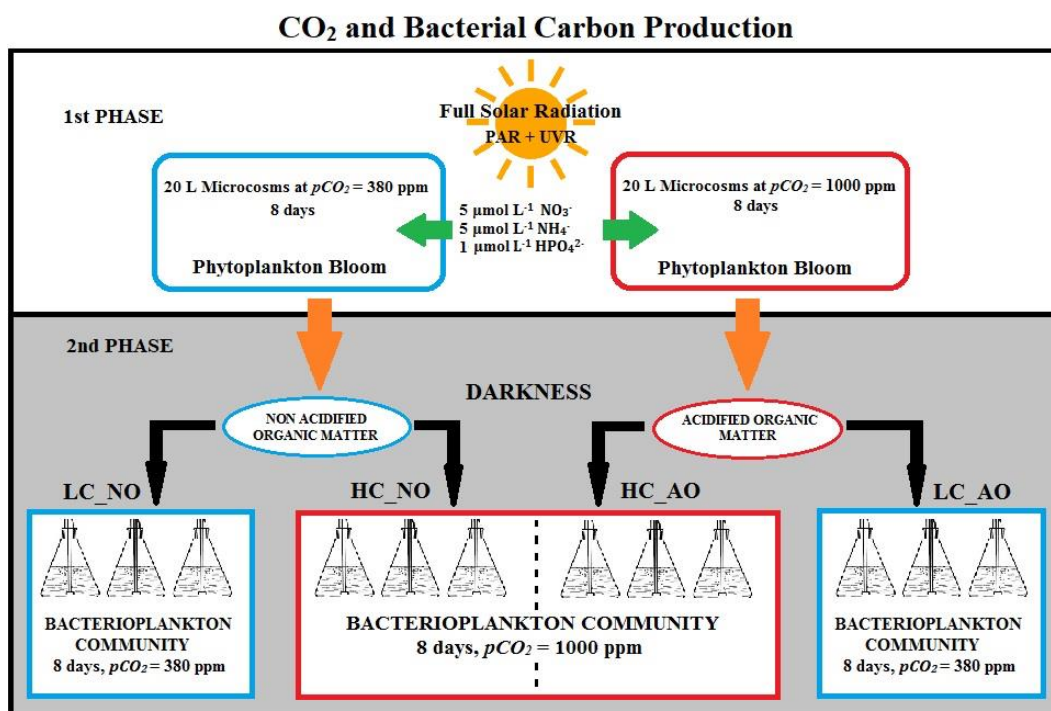 CO₂ and Bacterial Carbon Production
1st PHASE
Full Solar Radiation
PAR + UVR
20 L Microcosms at pCO₂ = 380 ppm
8 days
Phytoplankton Bloom
5 µmol L⁻¹ NO₃⁻
5 µmol L⁻¹ NH₄⁻
1 µmol L⁻¹ HPO₄²⁻
20 L Microcosms at pCO₂ = 1000 ppm
8 days
Phytoplankton Bloom
2nd PHASE
DARKNESS
NON ACIDIFIED
ORGANIC MATTER
ACIDIFIED ORGANIC
MATTER
LC_NO
HC_NO
HC_AO
LC_AO
BACTERIOPLANKTON
COMMUNITY
8 days, pCO₂ = 380 ppm
BACTERIOPLANKTON COMMUNITY
8 days, pCO₂ = 1000 ppm
BACTERIOPLANKTON
COMMUNITY
8 days, pCO₂ = 380 ppm